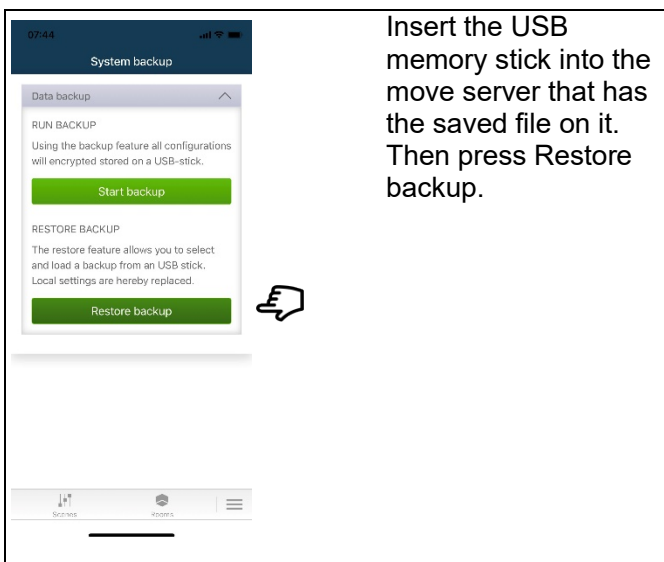 07:44
System backup
Data backup
RUN BACKUP
Using the backup feature all configurations
will encrypted stored on a USB-stick.
Start backup
RESTORE BACKUP
The restore feature allows you to select
and load a backup from an USB stick.
Local settings are hereby replaced.
Restore backup
Scenes
Rooms
Insert the USB
memory stick into the
move server that has
the saved file on it.
Then press Restore
backup.